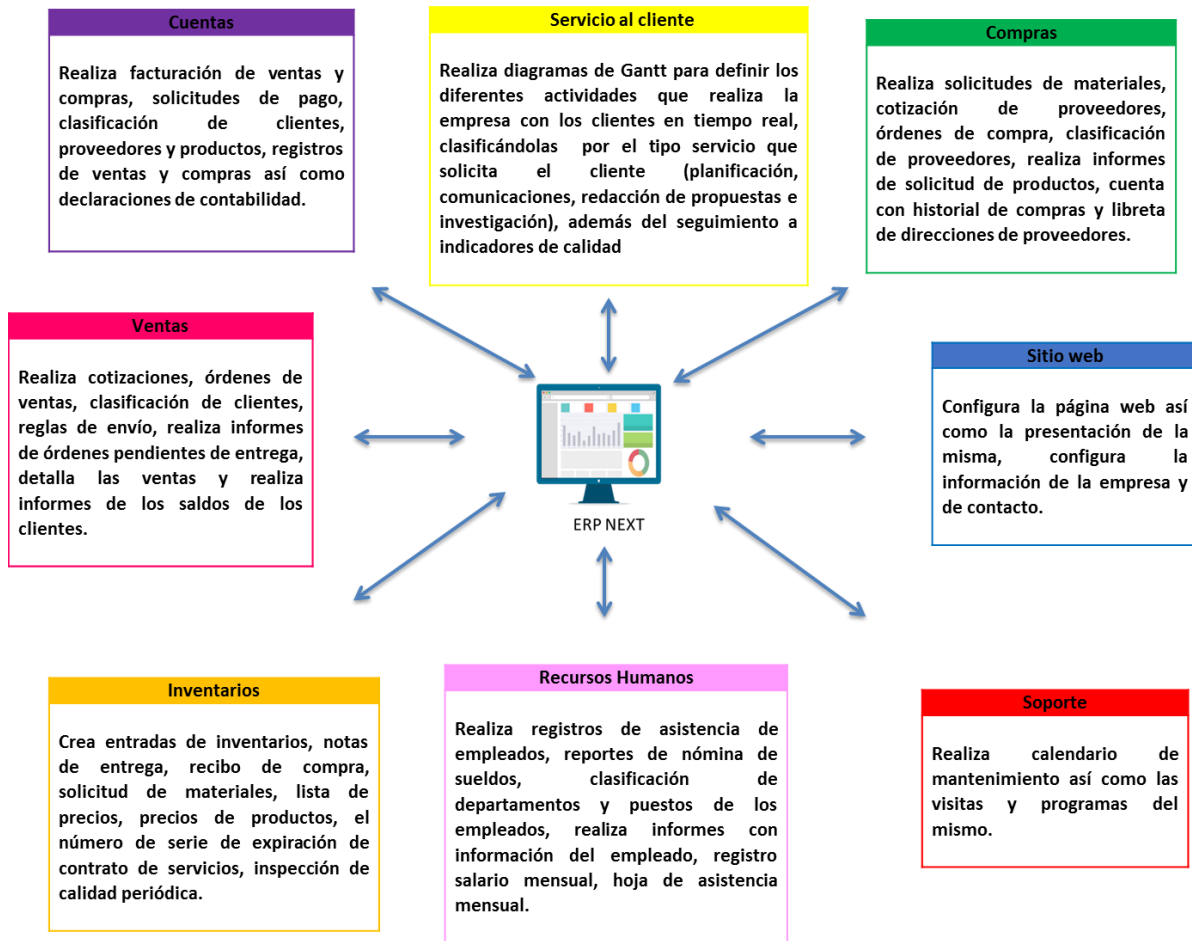 Cuentas
Realiza facturación de ventas y
compras, solicitudes de pago,
clasificación de clientes,
proveedores y productos, registros
de ventas y compras así como
declaraciones de contabilidad.
Servicio al cliente
Realiza diagramas de Gantt para definir los
diferentes actividades que realiza la
empresa con los clientes en tiempo real,
clasificándolas por el tipo servicio que
solicita el cliente (planificación,
comunicaciones, redacción de propuestas e
investigación), además del seguimiento a
indicadores de calidad
Compras
Realiza solicitudes de materiales,
cotización de proveedores,
órdenes de compra, clasificación
de proveedores, realiza informes
de solicitud de productos, cuenta
con historial de compras y libreta
de direcciones de proveedores.
Ventas
Realiza cotizaciones, órdenes de
ventas, clasificación de clientes,
reglas de envío, realiza informes
de órdenes pendientes de entrega,
detalla las ventas y realiza
informes de los saldos de los
clientes.
ERP NEXT
Sitio web
Configura la página web así
como la presentación de la
misma, configura la
información de la empresa y
de contacto.
Inventarios
Crea entradas de inventarios, notas
de entrega, recibo de compra,
solicitud de materiales, lista de
precios, precios de productos, el
número de serie de expiración de
contrato de servicios, inspección de
calidad periódica.
Recursos Humanos
Realiza registros de asistencia de
empleados, reportes de nómina de
sueldos, clasificación de
departamentos y puestos de los
empleados, realiza informes con
información del empleado, registro
salario mensual, hoja de asistencia
mensual.
Soporte
Realiza calendario de
mantenimiento así como las
visitas y programas del
mismo.